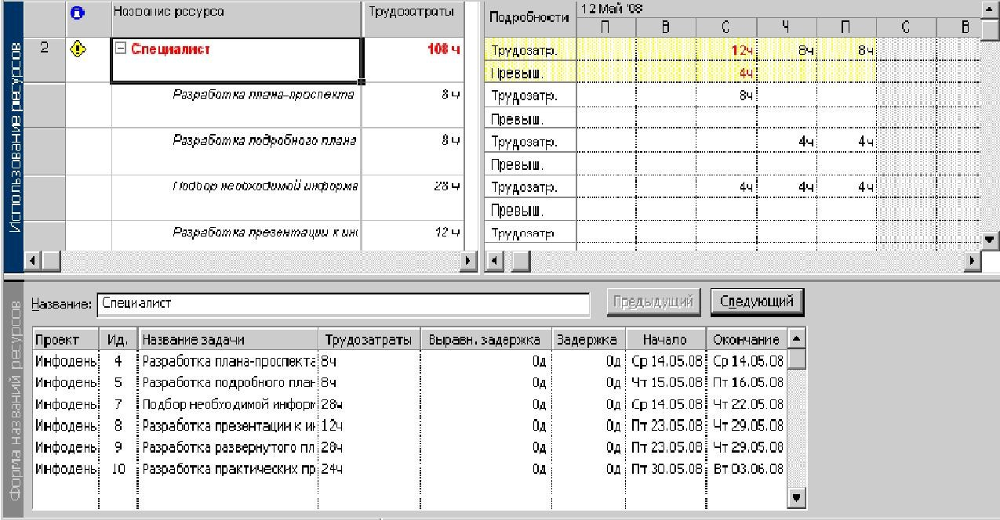 Использование ресурсов
Название ресурса Трудозатраты
2 Специалист 108 ч
Разработка плана-проспекта 8 ч
Разработка подробного плана 8 ч
Подбор необходимой информа 28 ч
Разработка презентации к ин 12 ч
Подробности 12 Май '08
П В С Ч П С В
Трудозатр. 12ч 8ч 8ч
Превыш. 4ч
Трудозатр. 8ч
Превыш.
Трудозатр. 4ч 4ч
Превыш.
Трудозатр. 4ч 4ч 4ч
Превыш.
Трудозатр.
Форма названий ресурсов
Название: Специалист Предыдущий Следующий
Проект Ид. Название задачи Трудозатраты Выравн. задержка Задержка Начало Окончание
Инфодень 4 Разработка плана-проспекта 8ч 0д 0д Ср 14.05.08 Ср 14.05.08
Инфодень 5 Разработка подробного план 8ч 0д 0д Чт 15.05.08 Пт 16.05.08
Инфодень 7 Подбор необходимой информ 28ч 0д 0д Ср 14.05.08 Чт 22.05.08
Инфодень 8 Разработка презентации к ин 12ч 0д 0д Пт 23.05.08 Чт 29.05.08
Инфодень 9 Разработка развернутого пл 28ч 0д 0д Пт 23.05.08 Чт 29.05.08
Инфодень 10 Разработка практических пр 24ч 0д 0д Пт 30.05.08 Вт 03.06.08